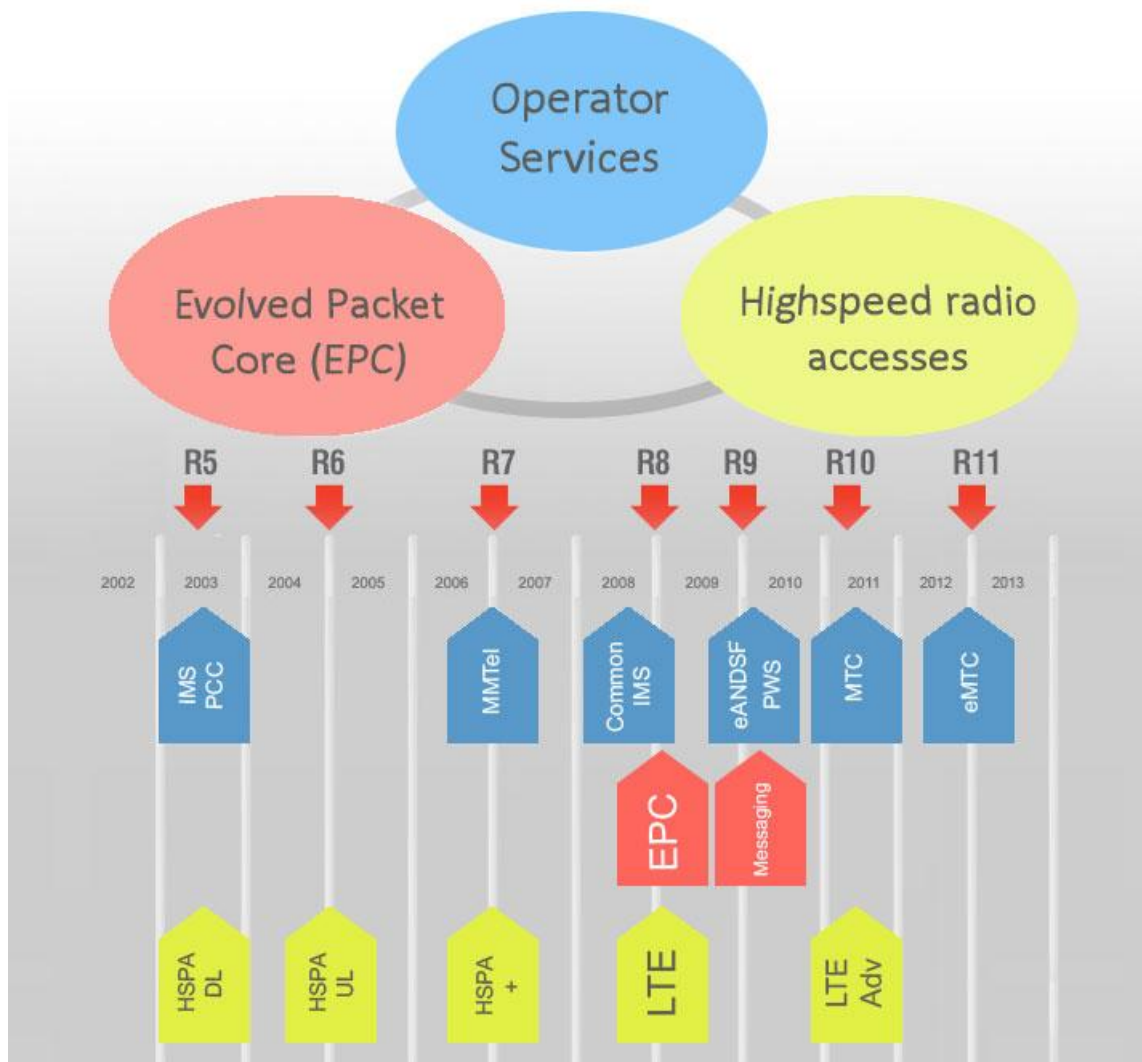 Operator
Services
Evolved Packet
Core (EPC)
Highspeed radio
accesses
R5 R6 R7 R8 R9 R10 R11
2002 2003 2004 2005 2006 2007 2008 2009 2010 2011 2012 2013
IMS
PCC
MMTel
Common
IMS
eANDSF
PWS
MTC
eMTC
EPC
Messaging
HSPA
DL
HSPA
UL
HSPA
+
LTE
LTE
Adv